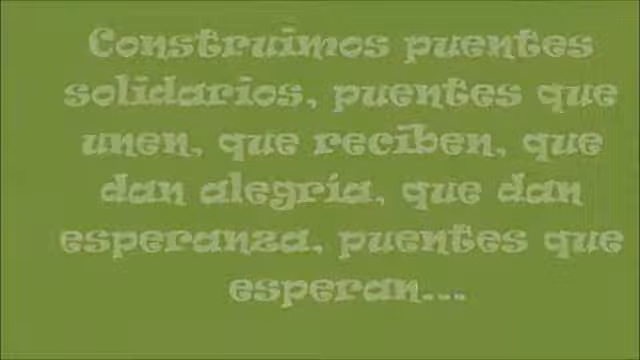 Construimos puentes
solidarios, puentes que
unen, que reciben, que
dan alegría, que dan
esperanza, puentes que
esperan...